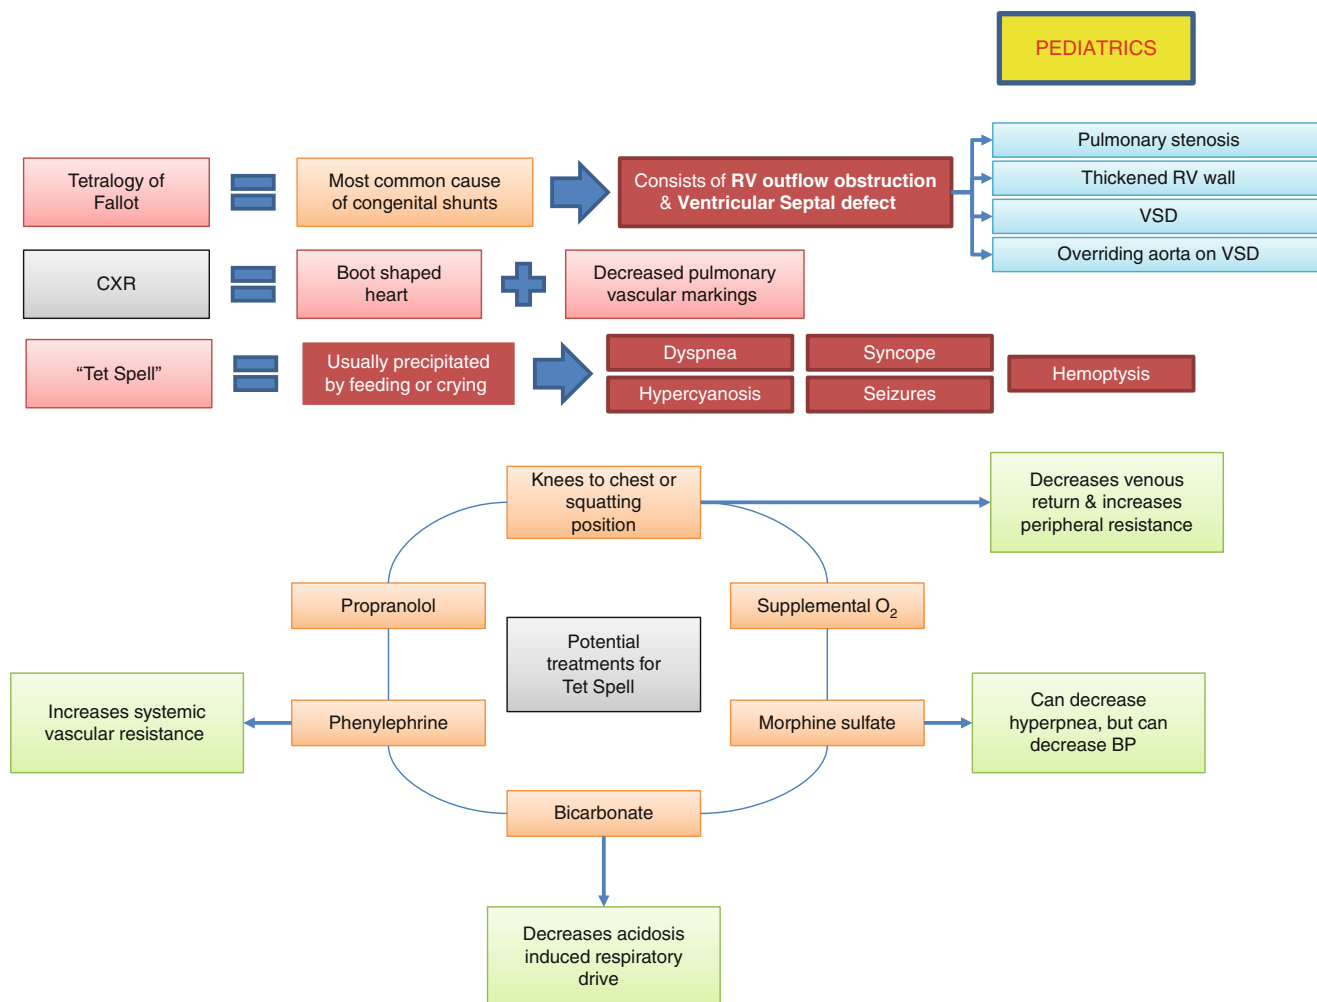 PEDIATRICS
Tetralogy of
Fallot
Most common cause
of congenital shunts
Consists of RV outflow obstruction
& Ventricular Septal defect
Pulmonary stenosis
Thickened RV wall
VSD
Overriding aorta on VSD
CXR
Boot shaped
heart
Decreased pulmonary
vascular markings
“Tet Spell”
Usually precipitated
by feeding or crying
Dyspnea
Syncope
Hypercyanosis
Seizures
Hemoptysis
Knees to chest or
squatting
position
Decreases venous
return & increases
peripheral resistance
Propranolol
Supplemental O₂
Potential
treatments for
Tet Spell
Increases systemic
vascular resistance
Phenylephrine
Morphine sulfate
Can decrease
hyperpnea, but can
decrease BP
Bicarbonate
Decreases acidosis
induced respiratory
drive